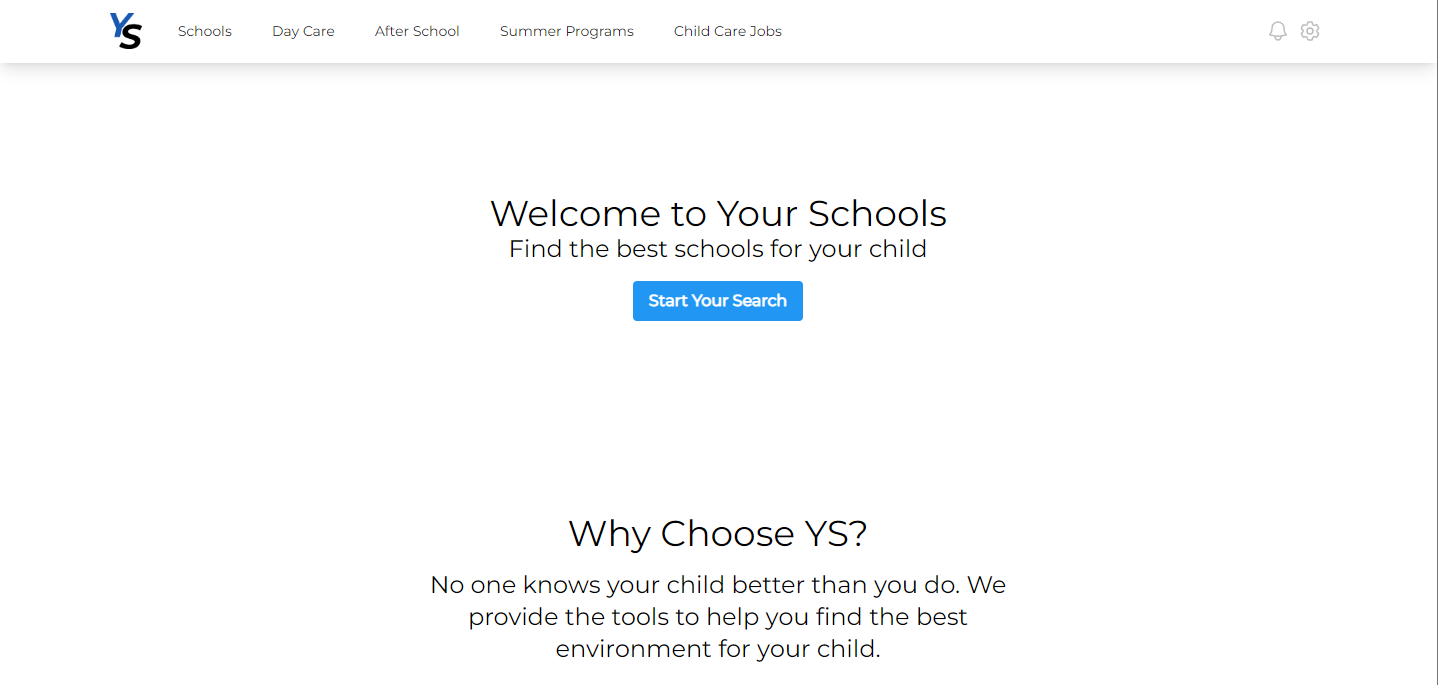 YS
Schools
Day Care
After School
Summer Programs
Child Care Jobs
Welcome to Your Schools
Find the best schools for your child
Start Your Search
Why Choose YS?
No one knows your child better than you do. We
provide the tools to help you find the best
environment for your child.